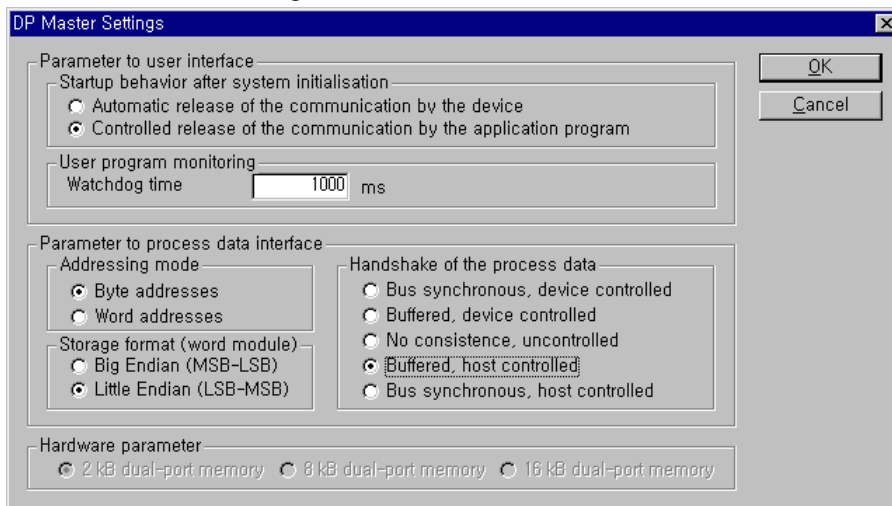 DP Master Settings
Parameter to user interface
Startup behavior after system initialisation
Automatic release of the communication by the device
Controlled release of the communication by the application program
User program monitoring
Watchdog time 1000 ms
OK
Cancel
Parameter to process data interface
Addressing mode
Byte addresses
Word addresses
Storage format (word module)
Big Endian (MSB-LSB)
Little Endian (LSB-MSB)
Handshake of the process data
Bus synchronous, device controlled
Buffered, device controlled
No consistence, uncontrolled
Buffered, host controlled
Bus synchronous, host controlled
Hardware parameter
2 kB dual-port memory 8 kB dual-port memory 16 kB dual-port memory